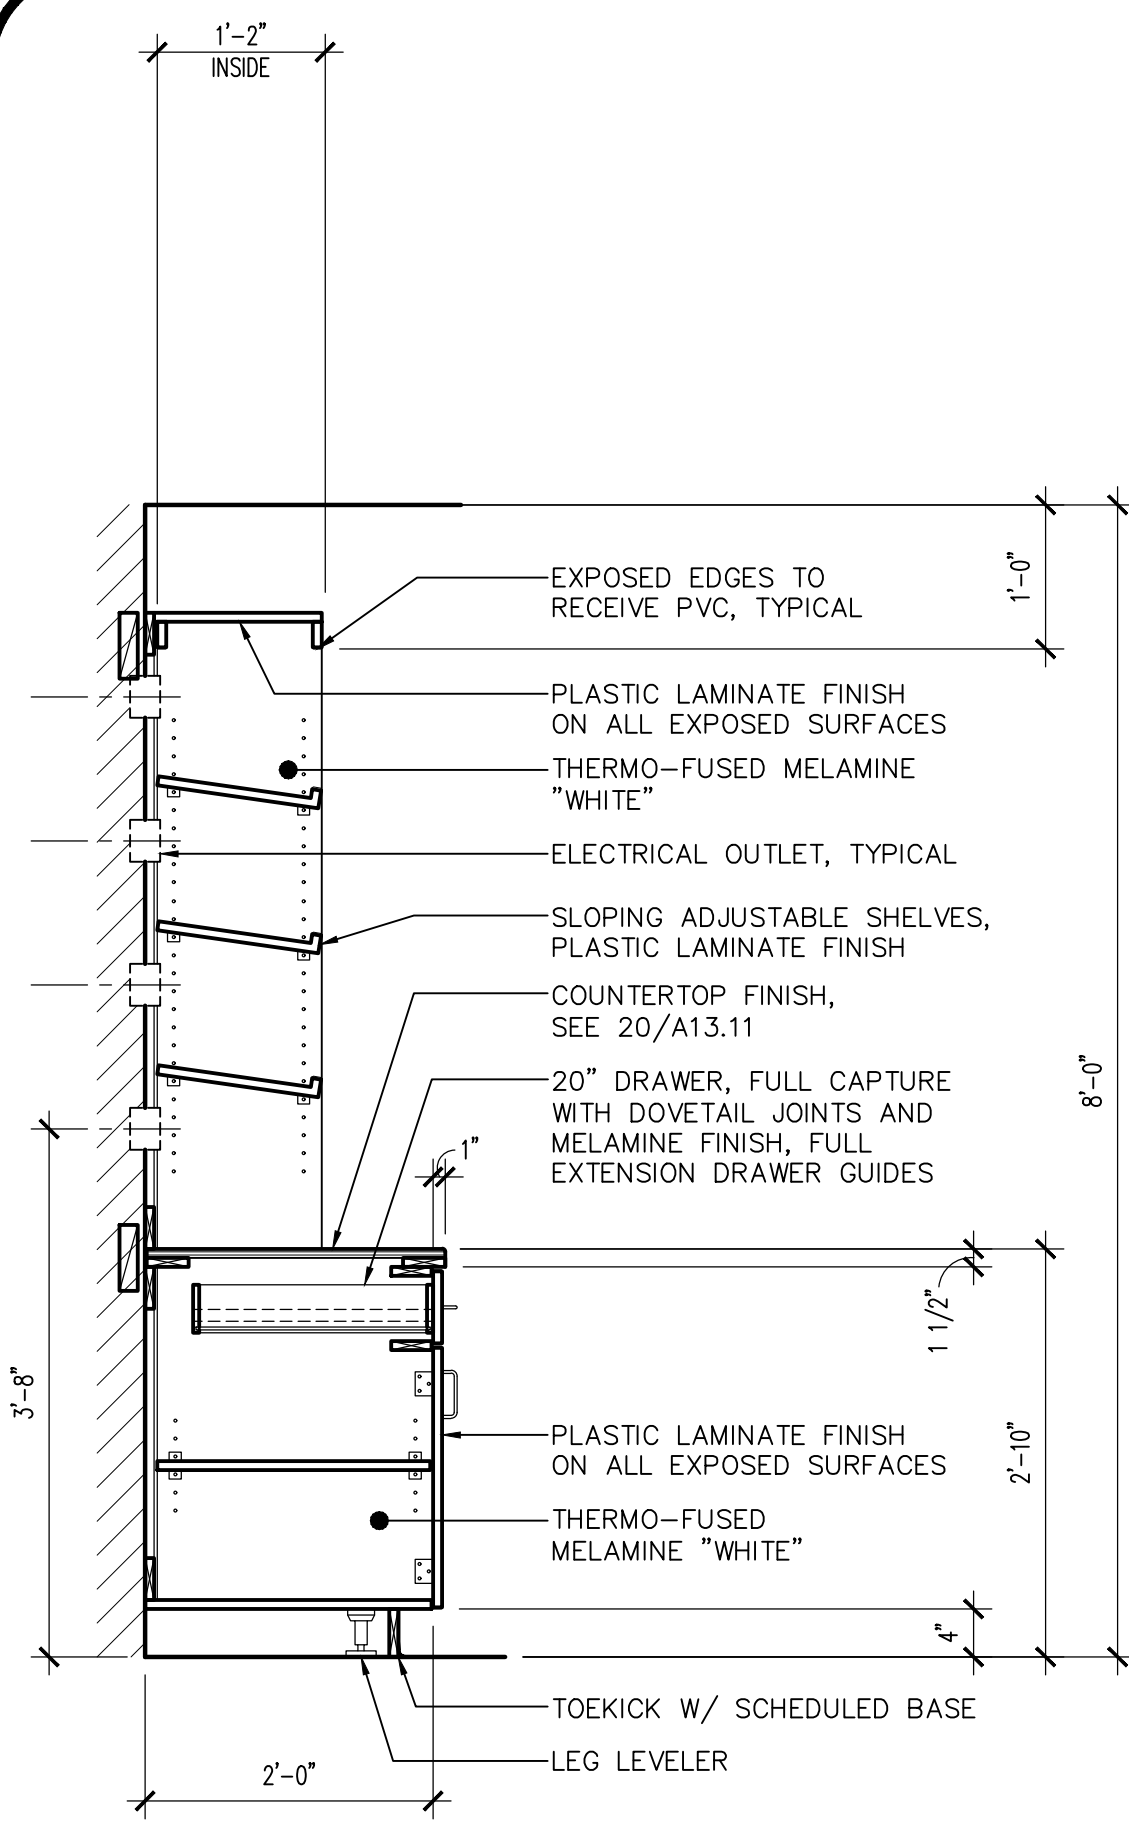 1'-2"
INSIDE
EXPOSED EDGES TO
RECEIVE PVC, TYPICAL
1'-0"
PLASTIC LAMINATE FINISH
ON ALL EXPOSED SURFACES
THERMO-FUSED MELAMINE
"WHITE"
ELECTRICAL OUTLET, TYPICAL
SLOPING ADJUSTABLE SHELVES,
PLASTIC LAMINATE FINISH
COUNTERTOP FINISH,
SEE 20/A13.11
8'-0"
20" DRAWER, FULL CAPTURE
WITH DOVETAIL JOINTS AND
MELAMINE FINISH, FULL
EXTENSION DRAWER GUIDES
1"
1 1/2"
3'-8"
PLASTIC LAMINATE FINISH
ON ALL EXPOSED SURFACES
2'-10"
THERMO-FUSED
MELAMINE "WHITE"
4"
TOEKICK W/ SCHEDULED BASE
LEG LEVELER
2'-0"